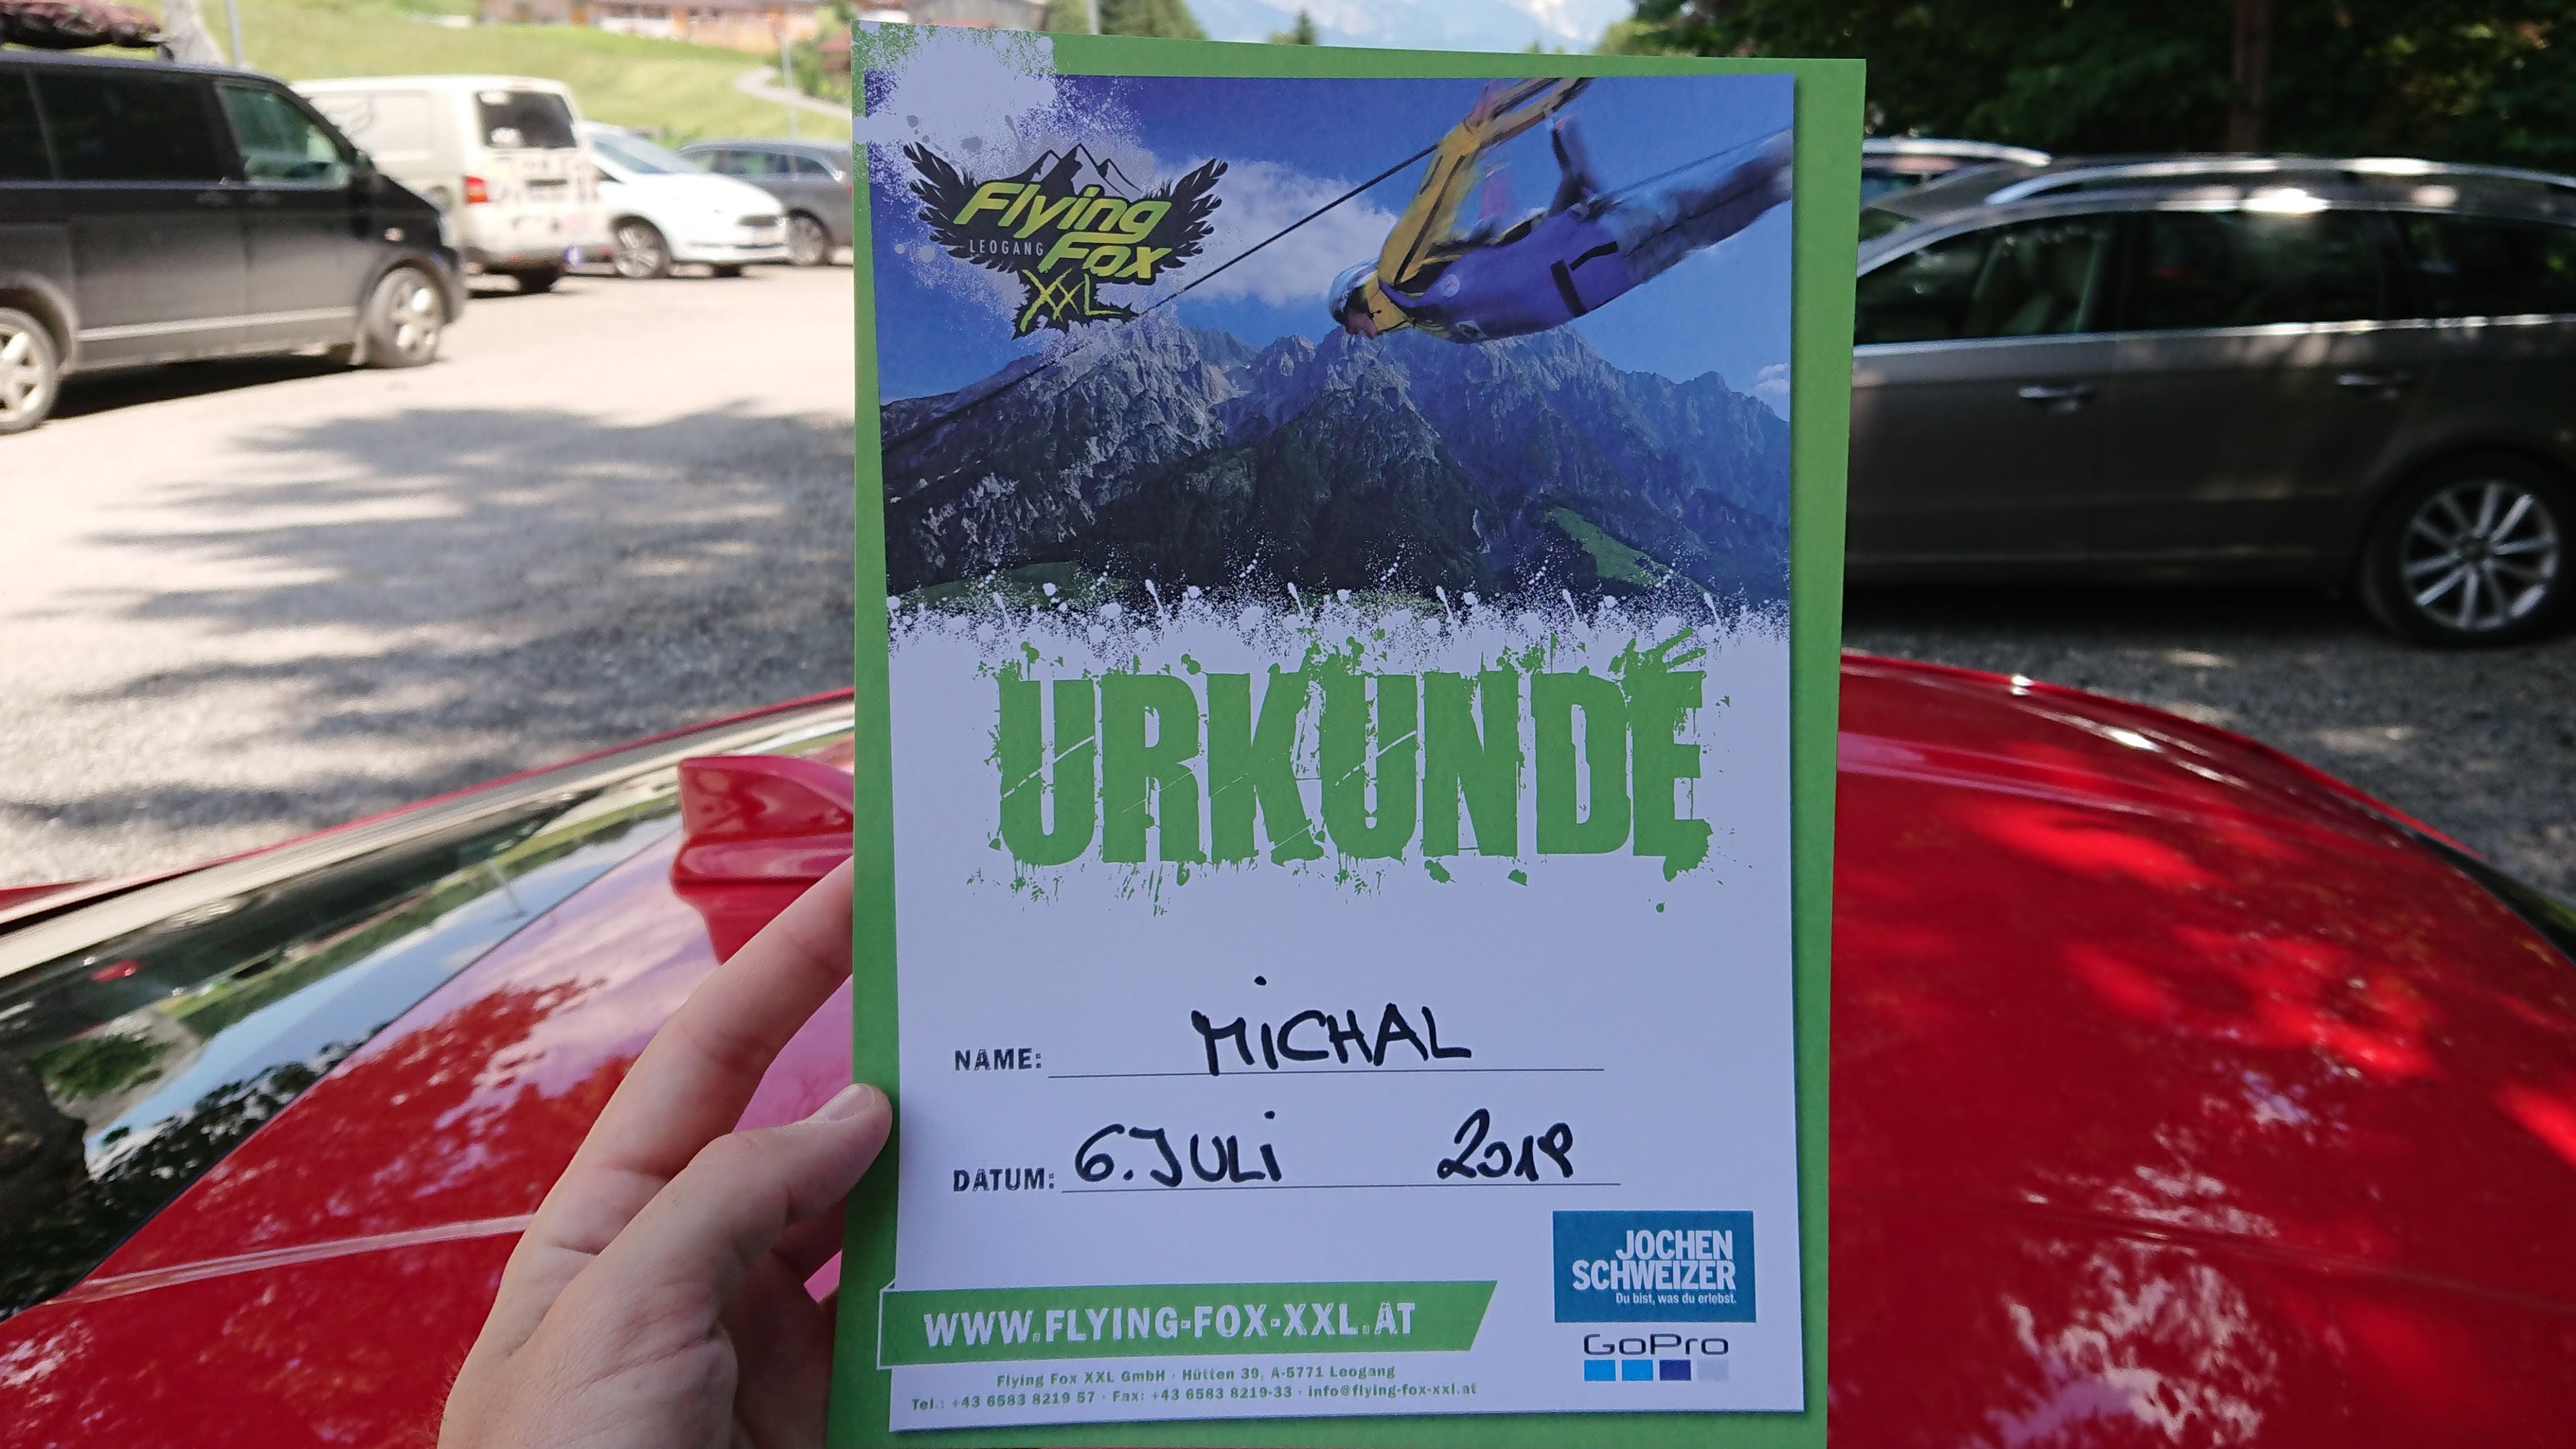 Flying
LEOGANG Fox
XXL
URKUNDE
NAME: MiCHAL
DATUM: 6. JULi 2018
JOCHEN
SCHWEIZER
Du bist, was du erlebst.
WWW.FLYING-FOX-XXL.AT
GoPro
Flying Fox XXL GmbH · Hütten 39, A-5771 Leogang
Tel.: +43 6583 8219 57 · Fax: +43 6583 8219-33 · info@flying-fox-xxl.at